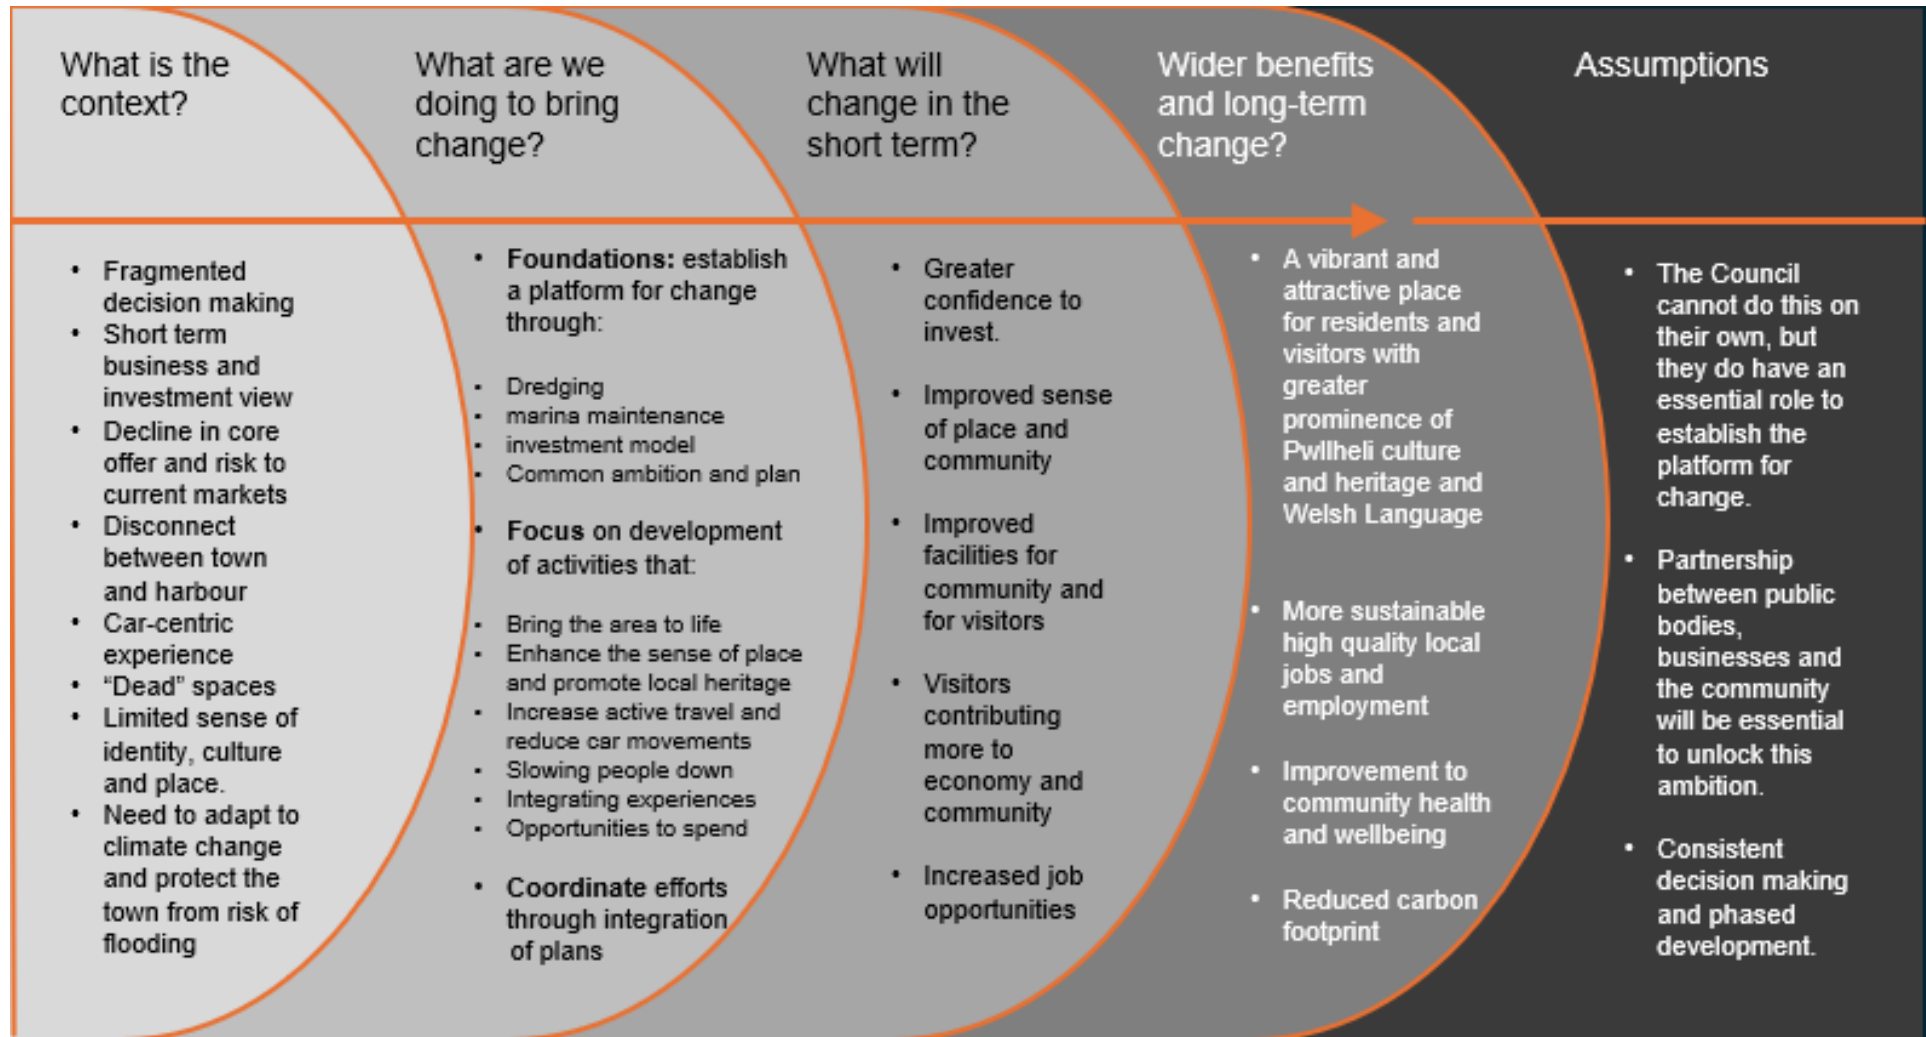 What is the
context?
• Fragmented
decision making
• Short term
business and
investment view
• Decline in core
offer and risk to
current markets
• Disconnect
between town
and harbour
• Car-centric
experience
• “Dead” spaces
• Limited sense of
identity, culture
and place.
• Need to adapt to
climate change
and protect the
town from risk of
flooding
What are we
doing to bring
change?
• Foundations: establish
a platform for change
through:
• Dredging
• marina maintenance
• investment model
• Common ambition and plan
• Focus on development
of activities that:
• Bring the area to life
• Enhance the sense of place
and promote local heritage
• Increase active travel and
reduce car movements
• Slowing people down
• Integrating experiences
• Opportunities to spend
• Coordinate efforts
through integration
of plans
What will
change in the
short term?
• Greater
confidence to
invest.
• Improved sense
of place and
community
• Improved
facilities for
community and
for visitors
• Visitors
contributing
more to
economy and
community
• Increased job
opportunities
Wider benefits
and long-term
change?
• A vibrant and
attractive place
for residents and
visitors with
greater
prominence of
Pwllheli culture
and heritage and
Welsh Language
• More sustainable
high quality local
jobs and
employment
• Improvement to
community health
and wellbeing
• Reduced carbon
footprint
Assumptions
• The Council
cannot do this on
their own, but
they do have an
essential role to
establish the
platform for
change.
• Partnership
between public
bodies,
businesses and
the community
will be essential
to unlock this
ambition.
• Consistent
decision making
and phased
development.